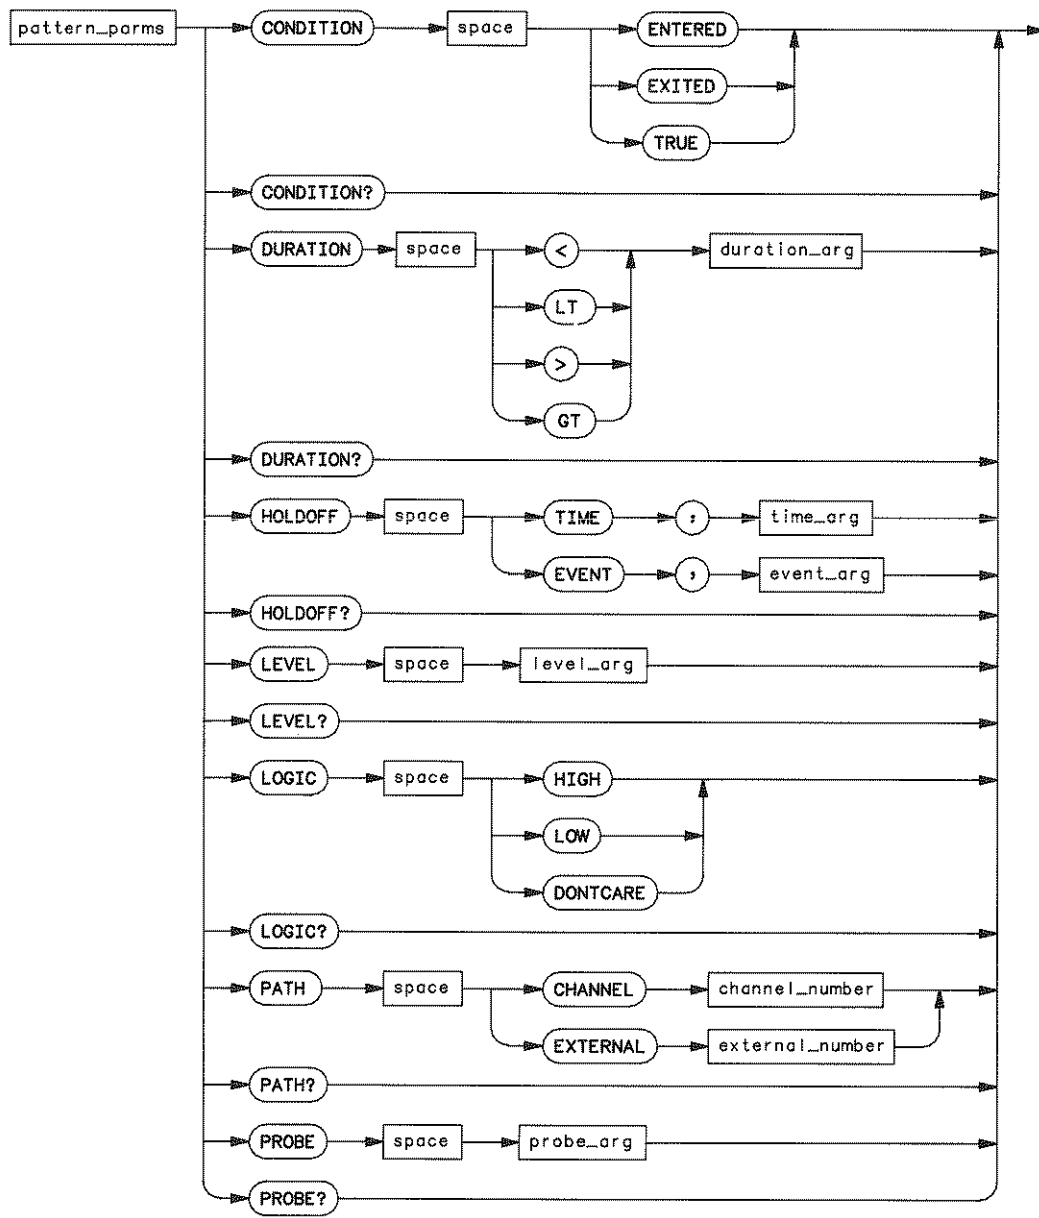 pattern_parms CONDITION space ENTERED
EXITED
TRUE
CONDITION?
DURATION space < duration_arg
LT
>
GT
DURATION?
HOLDOFF space TIME , time_arg
EVENT , event_arg
HOLDOFF?
LEVEL space level_arg
LEVEL?
LOGIC space HIGH
LOW
DONTCARE
LOGIC?
PATH space CHANNEL channel_number
EXTERNAL external_number
PATH?
PROBE space probe_arg
PROBE?